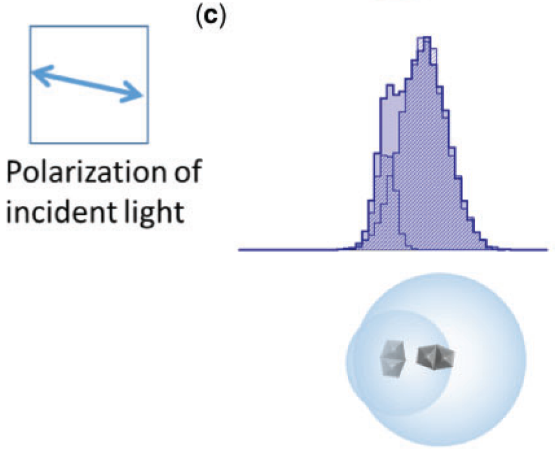 (c)
Polarization of
incident light